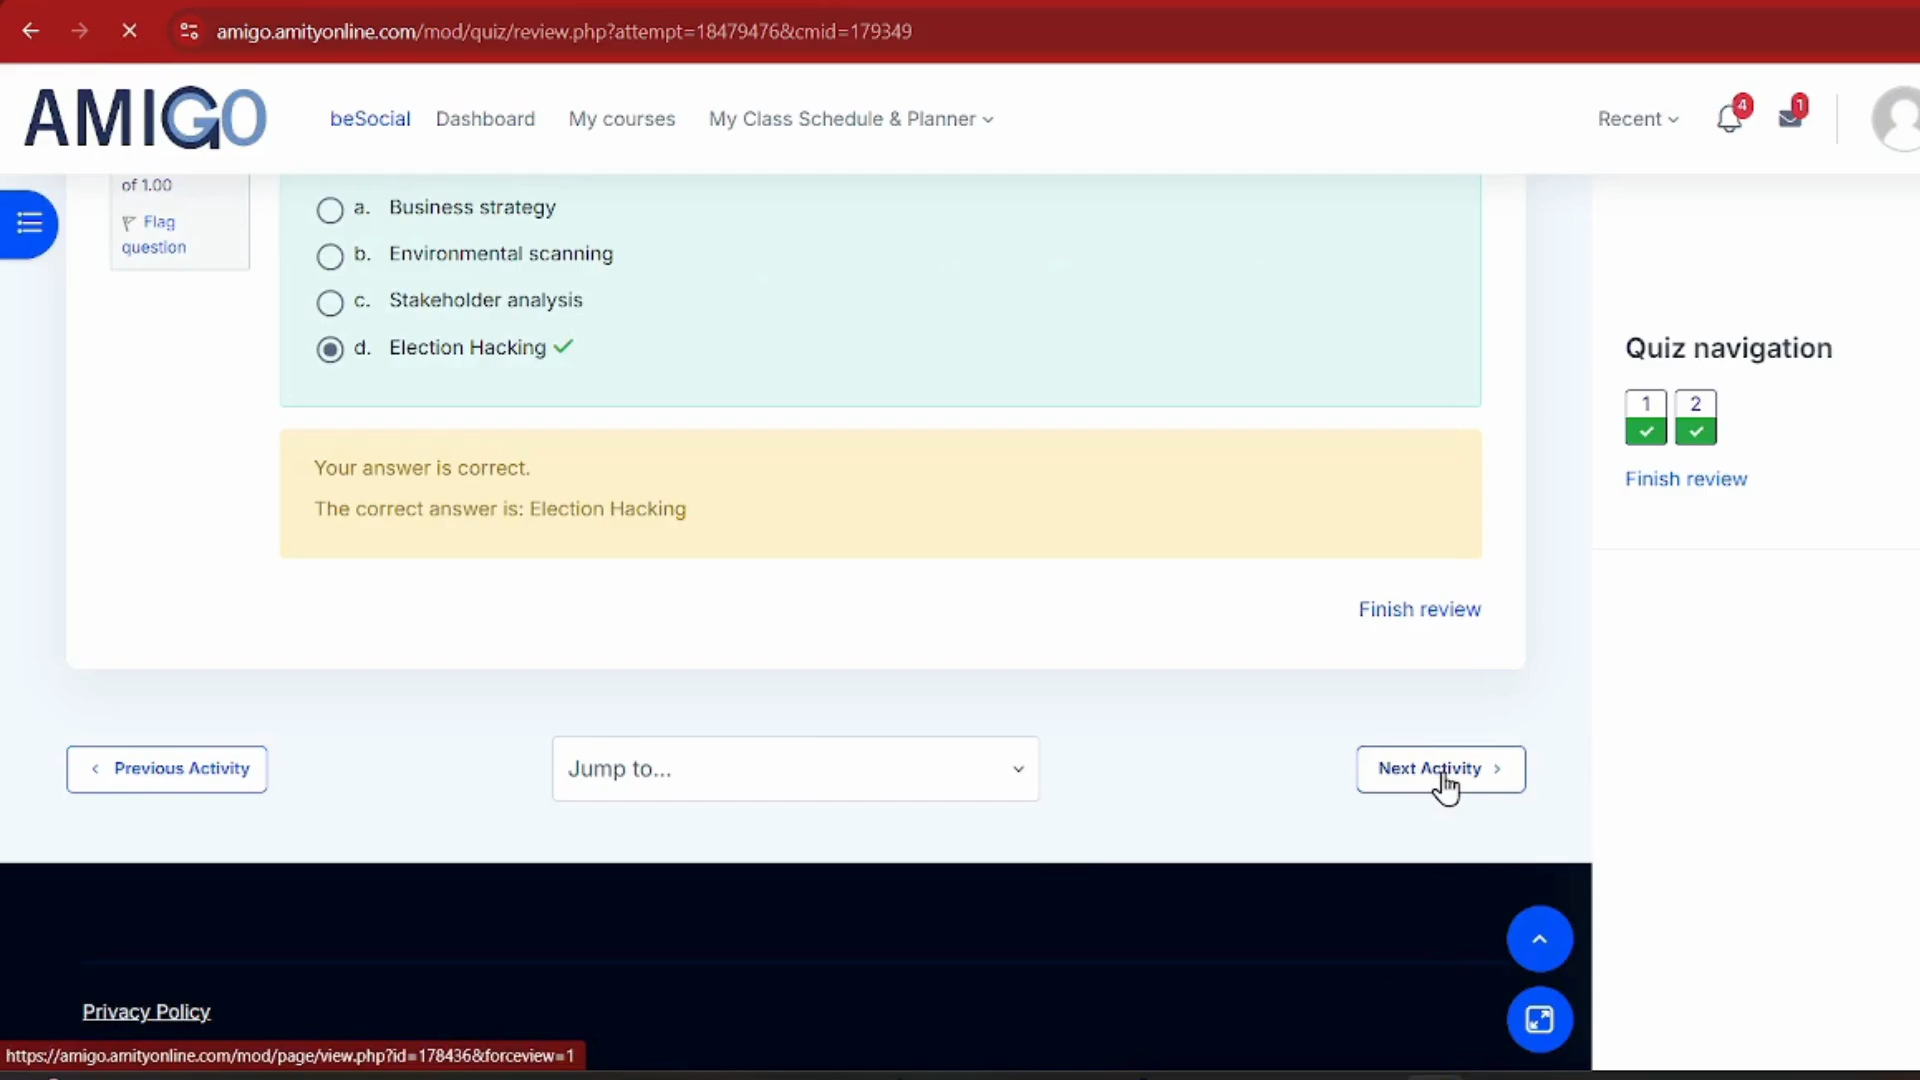 amigo.amityonline.com/mod/quiz/review.php?attempt=18479476&cmid=179349
AMIGO
beSocial
Dashboard
My courses
My Class Schedule & Planner
Recent
4
1
of 1.00
Flag
question
a. Business strategy
b. Environmental scanning
c. Stakeholder analysis
d. Election Hacking
Your answer is correct.
The correct answer is: Election Hacking
Finish review
Quiz navigation
1
2
Finish review
Previous Activity
Jump to...
Next Activity
Privacy Policy
https://amigo.amityonline.com/mod/page/view.php?id=178436&forceview=1